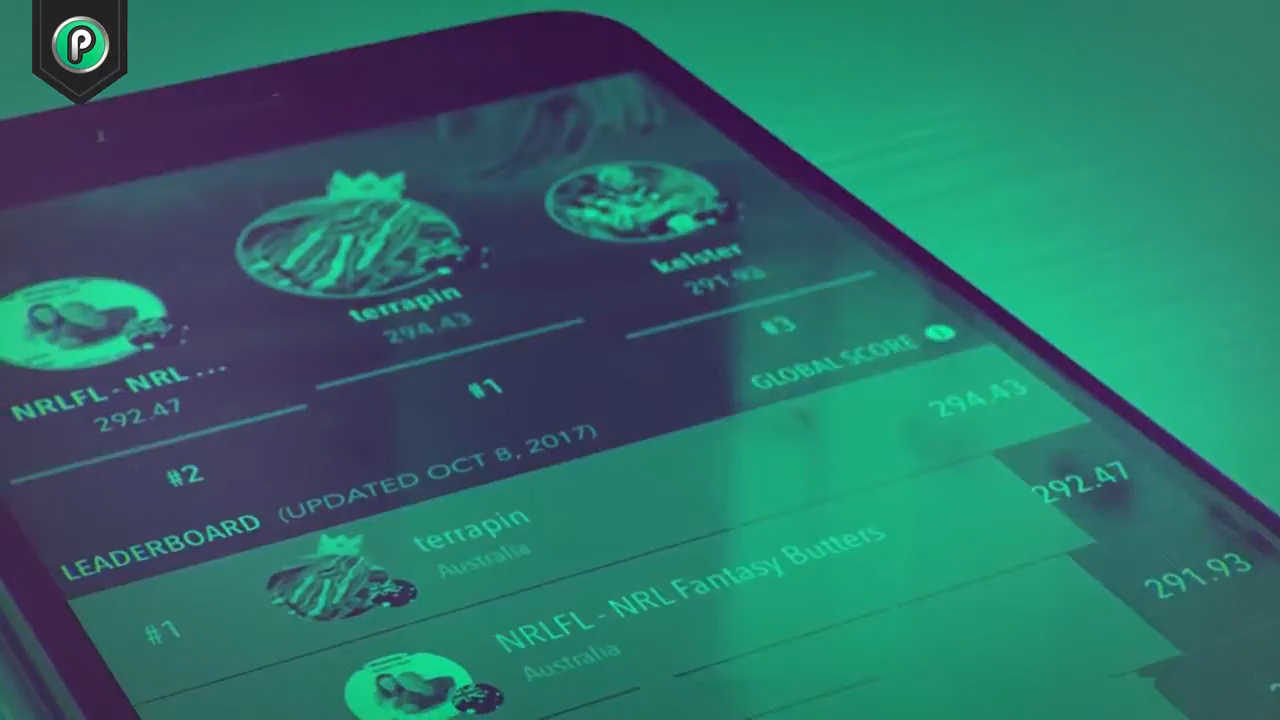 P
kelster
291.93
#3
terrapin
294.43
#1
NRLFL - NRL ...
292.47
#2
GLOBAL SCORE i
LEADERBOARD (UPDATED OCT 8, 2017)
#1 terrapin 294.43
Australia
NRLFL - NRL Fantasy Butters 292.47
Australia
291.93